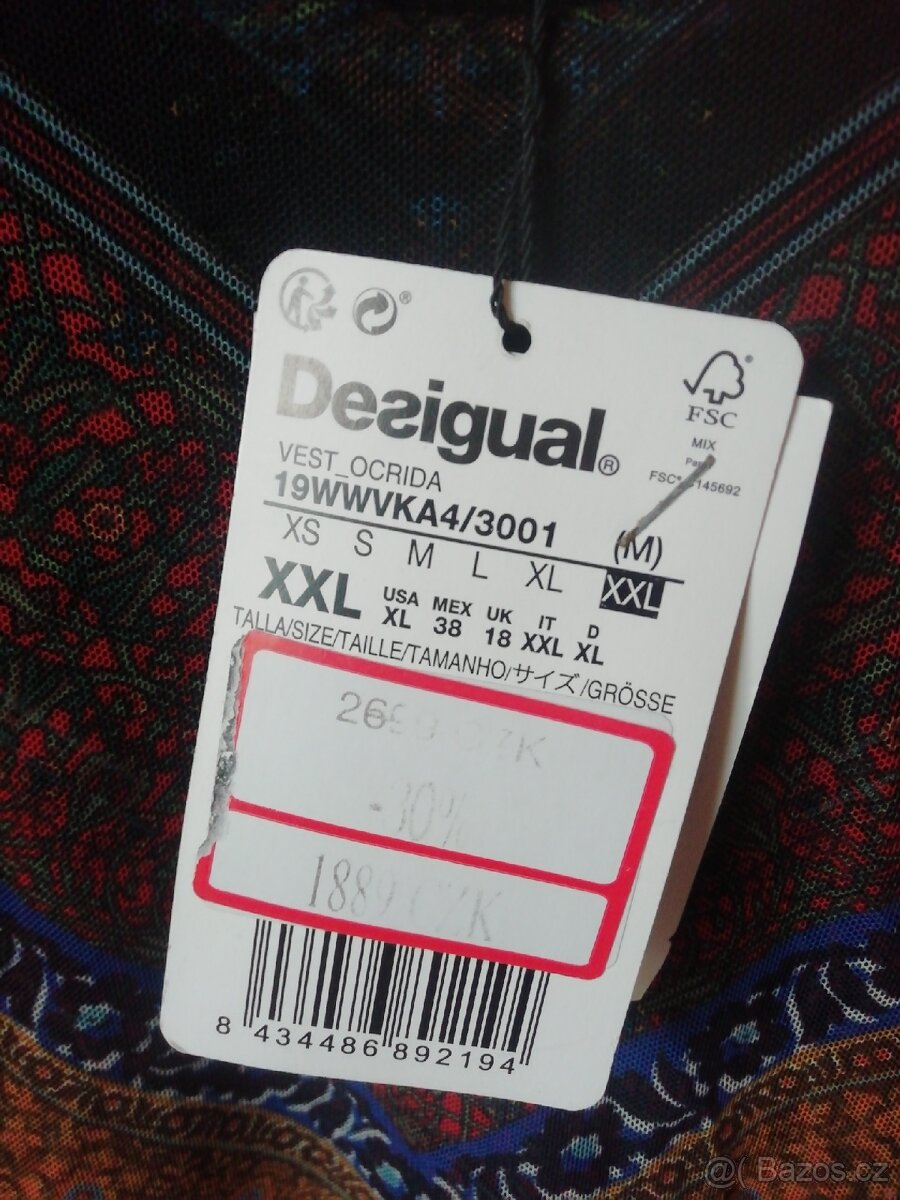 Desigual®
FSC®
MIX
VEST_OCRIDA
19WWVKA4/3001
(M)
XS S M L XL XXL
XXL
USA MEX UK IT D
XL 38 18 XXL XL
TALLA/SIZE/TAILLE/TAMANHO/サイズ/GRÖSSE
-30%
1889 CZK
8 434486 892194
@( Bazos.cz